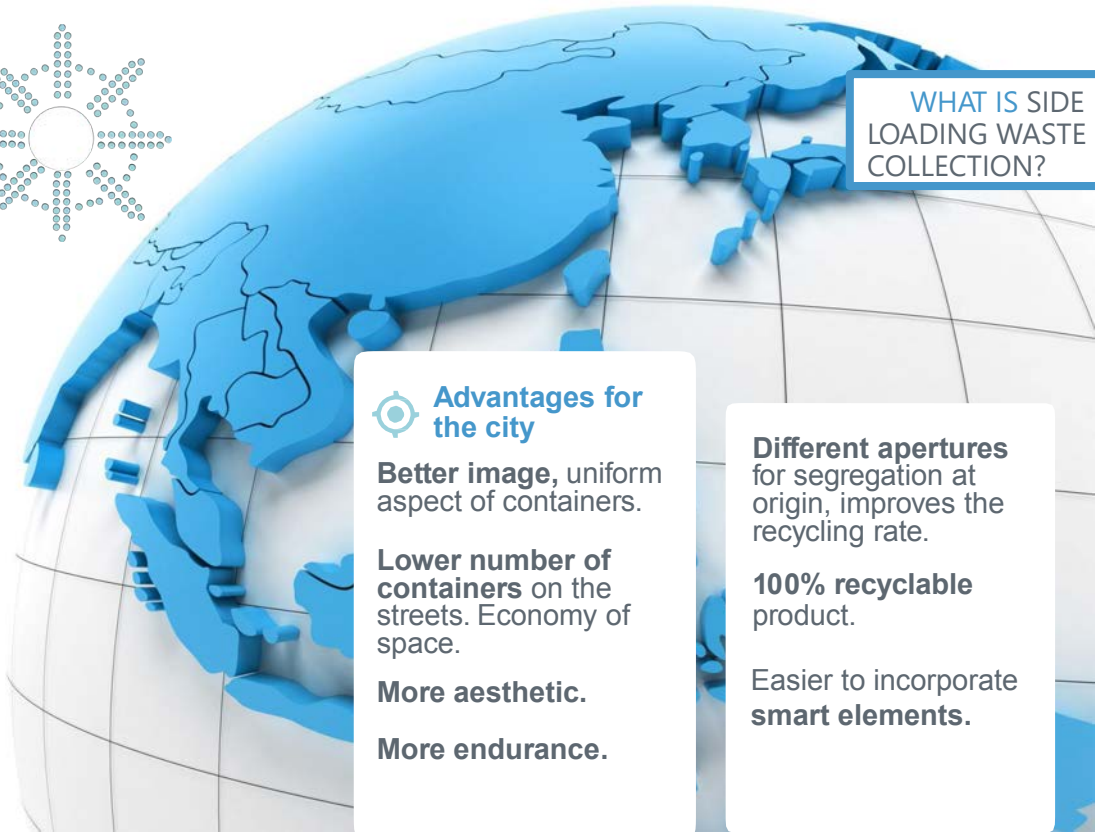 WHAT IS SIDE
LOADING WASTE
COLLECTION?
Advantages for
the city
Better image, uniform
aspect of containers.
Lower number of
containers on the
streets. Economy of
space.
More aesthetic.
More endurance.
Different apertures
for segregation at
origin, improves the
recycling rate.
100% recyclable
product.
Easier to incorporate
smart elements.